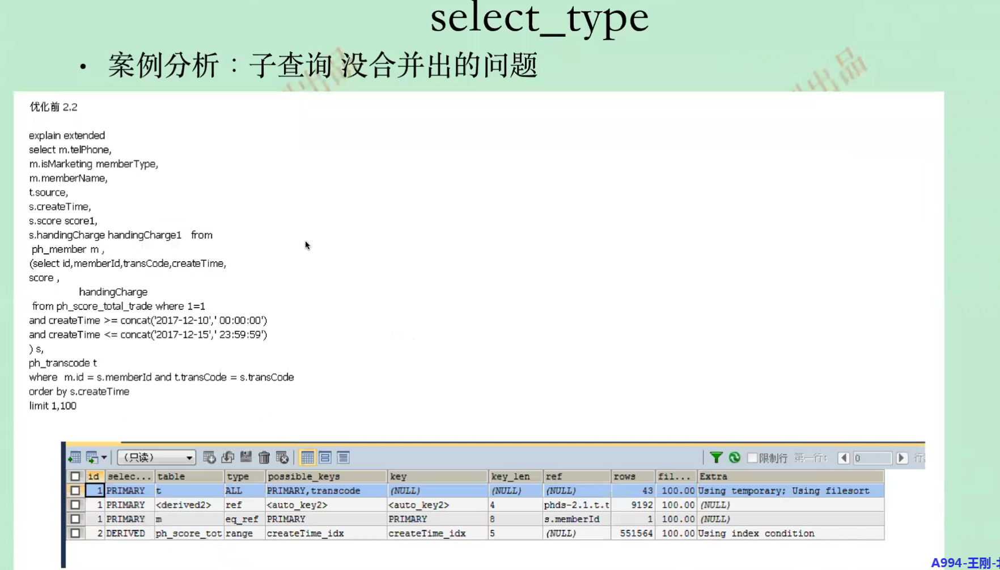 select_type
• 案例分析：子查询 没合并出的问题
优化前 2.2
explain extended
select m.telPhone,
m.isMarketing memberType,
m.memberName,
t.source,
s.createTime,
s.score score1,
s.handingCharge handingCharge1 from
ph_member m ,
(select id,memberId,transCode,createTime,
score ,
handingCharge
from ph_score_total_trade where 1=1
and createTime >= concat('2017-12-10',' 00:00:00')
and createTime <= concat('2017-12-15',' 23:59:59')
) s,
ph_transcode t
where m.id = s.memberId and t.transCode = s.transCode
order by s.createTime
limit 1,100
(只读) 限制行 第一行: 0 行
id selec... table type possible_keys key key_len ref rows fil... Extra
1 PRIMARY t ALL PRIMARY,transcode (NULL) (NULL) (NULL) 43 100.00 Using temporary; Using filesort
1 PRIMARY <derived2> ref <auto_key2> <auto_key2> 4 phds-2.1.t.t 9192 100.00 (NULL)
1 PRIMARY m eq_ref PRIMARY PRIMARY 8 s.memberId 1 100.00 (NULL)
2 DERIVED ph_score_tot range createTime_idx createTime_idx 5 (NULL) 551564 100.00 Using index condition
A994-王刚-